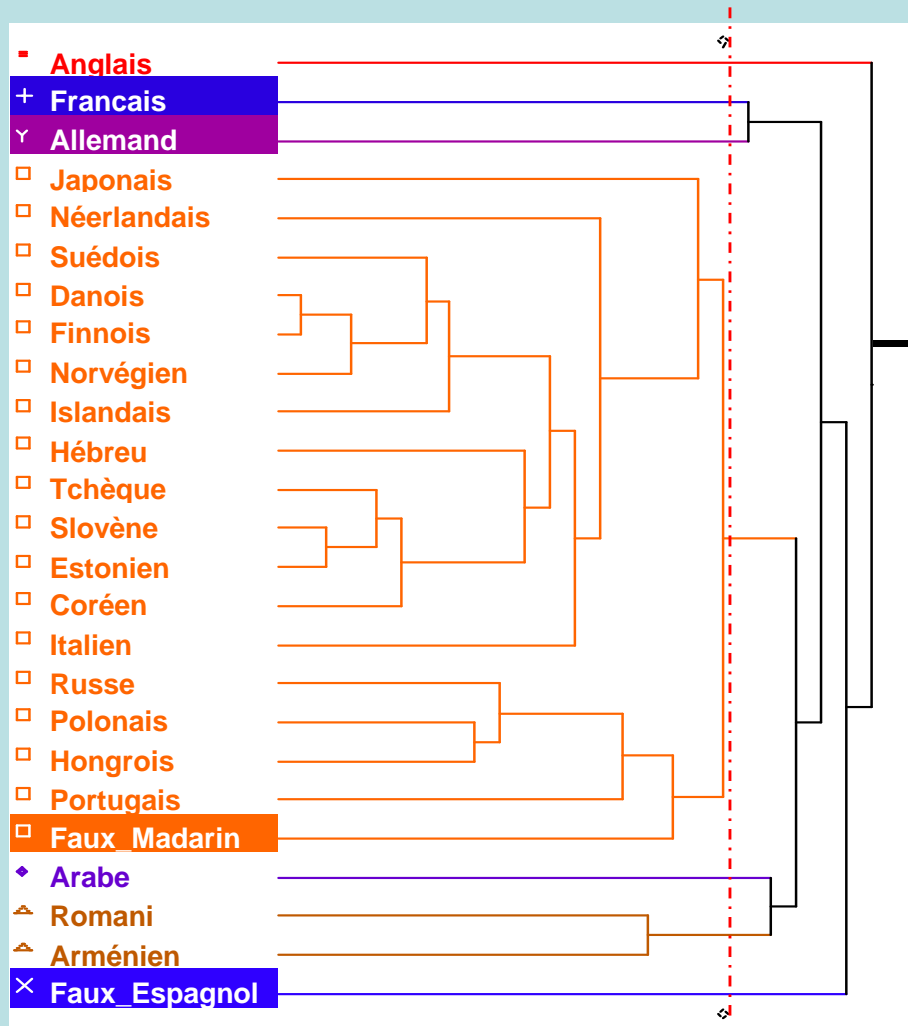 Anglais
Francais
Allemand
Japonais
Néerlandais
Suédois
Danois
Finnois
Norvégien
Islandais
Hébreu
Tchèque
Slovène
Estonien
Coréen
Italien
Russe
Polonais
Hongrois
Portugais
Faux_Madarin
Arabe
Romani
Arménien
Faux_Espagnol